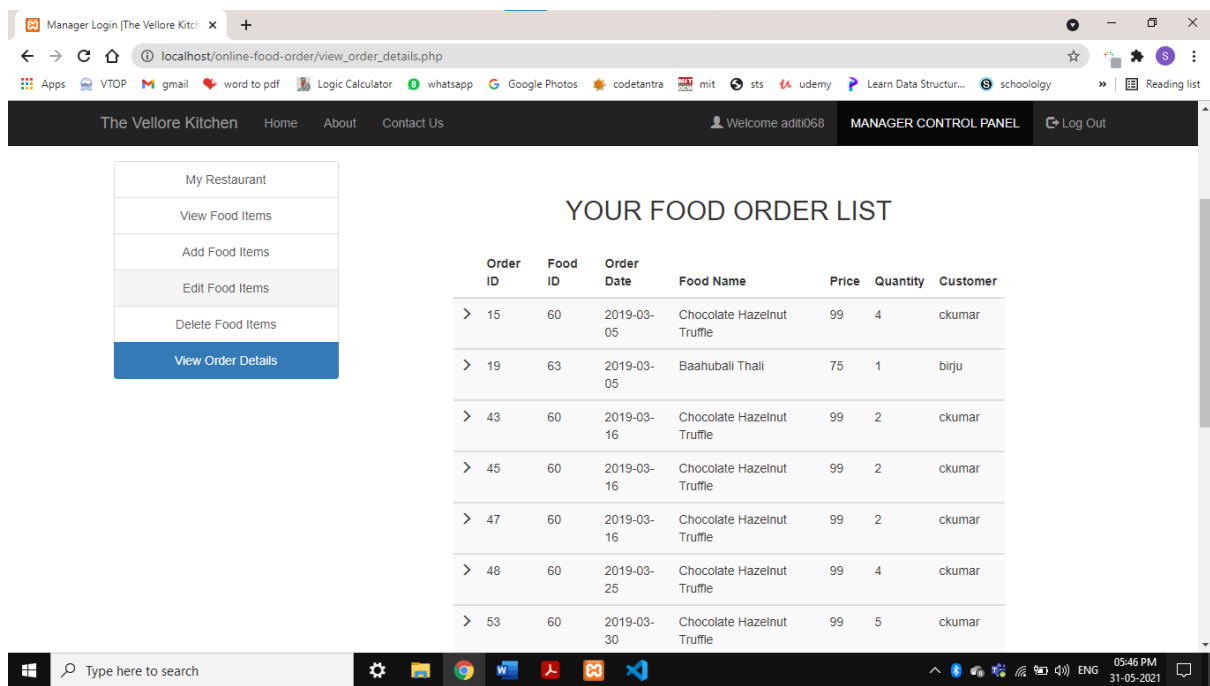 Manager Login |The Vellore Kitch
localhost/online-food-order/view_order_details.php
Apps VTOP gmail word to pdf Logic Calculator whatsapp Google Photos codetantra mit sts udemy Learn Data Structur... schoololgy » Reading list
The Vellore Kitchen Home About Contact Us Welcome aditi068 MANAGER CONTROL PANEL Log Out
My Restaurant
View Food Items
Add Food Items
Edit Food Items
Delete Food Items
View Order Details
YOUR FOOD ORDER LIST
Order Food Order
ID ID Date Food Name Price Quantity Customer
15 60 2019-03- Chocolate Hazelnut 99 4 ckumar
05 Truffle
19 63 2019-03- Baahubali Thali 75 1 birju
05
43 60 2019-03- Chocolate Hazelnut 99 2 ckumar
16 Truffle
45 60 2019-03- Chocolate Hazelnut 99 2 ckumar
16 Truffle
47 60 2019-03- Chocolate Hazelnut 99 2 ckumar
16 Truffle
48 60 2019-03- Chocolate Hazelnut 99 4 ckumar
25 Truffle
53 60 2019-03- Chocolate Hazelnut 99 5 ckumar
30 Truffle
Type here to search
ENG
05:46 PM
31-05-2021